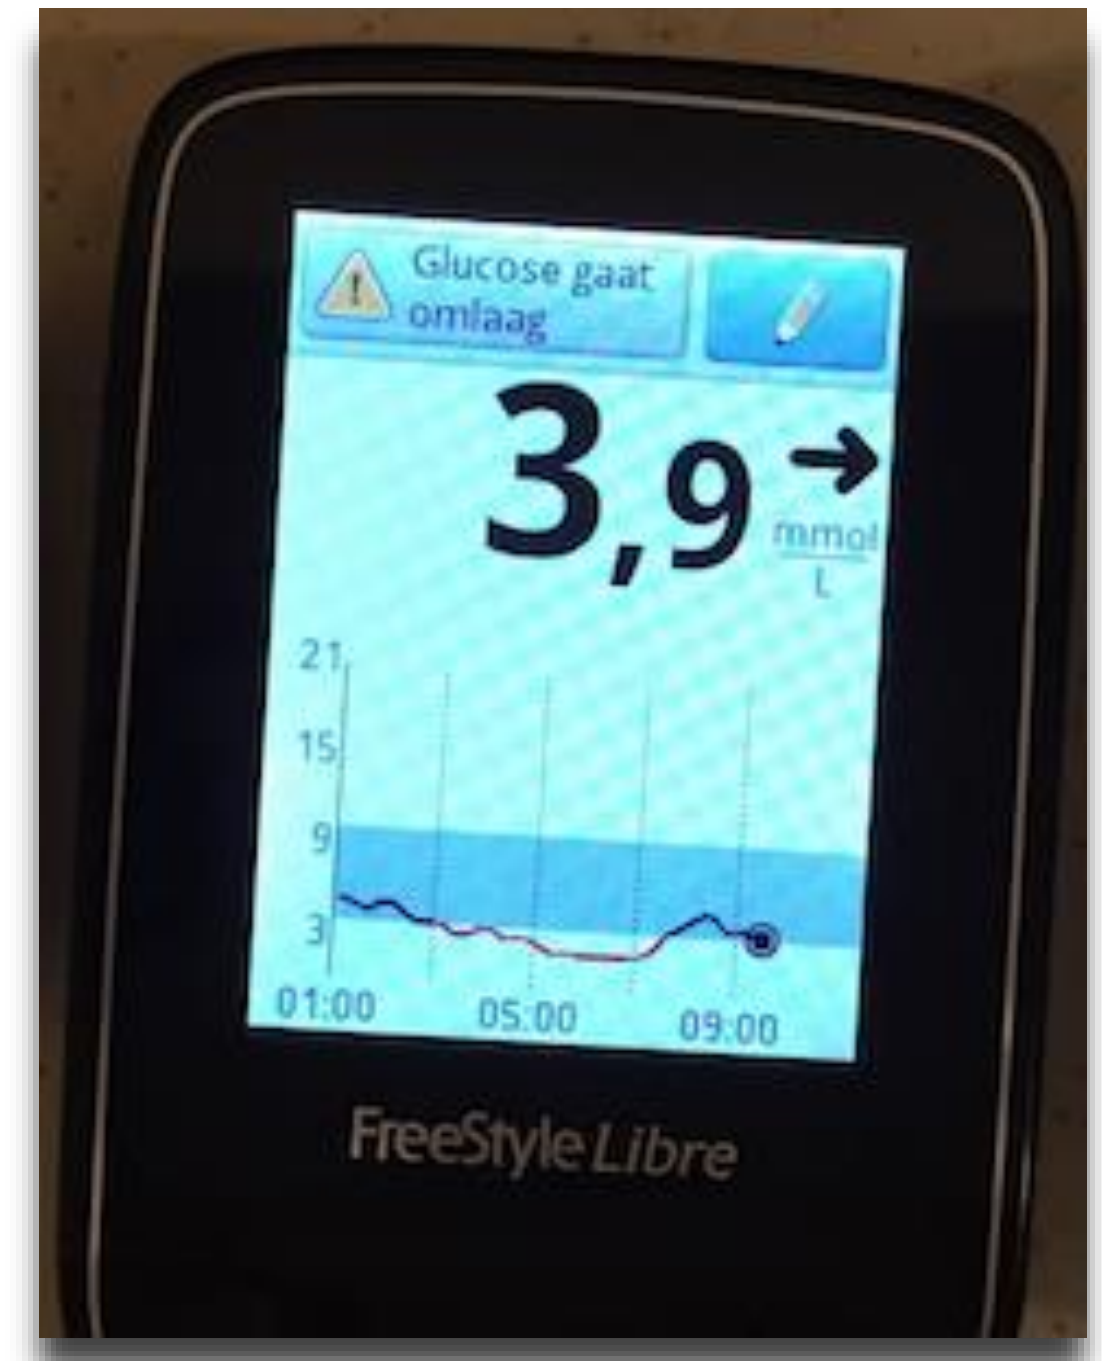 Glucose gaat
omlaag
3,9
mmol
L
21
15
9
3
01:00 05:00 09:00
FreeStyle Libre